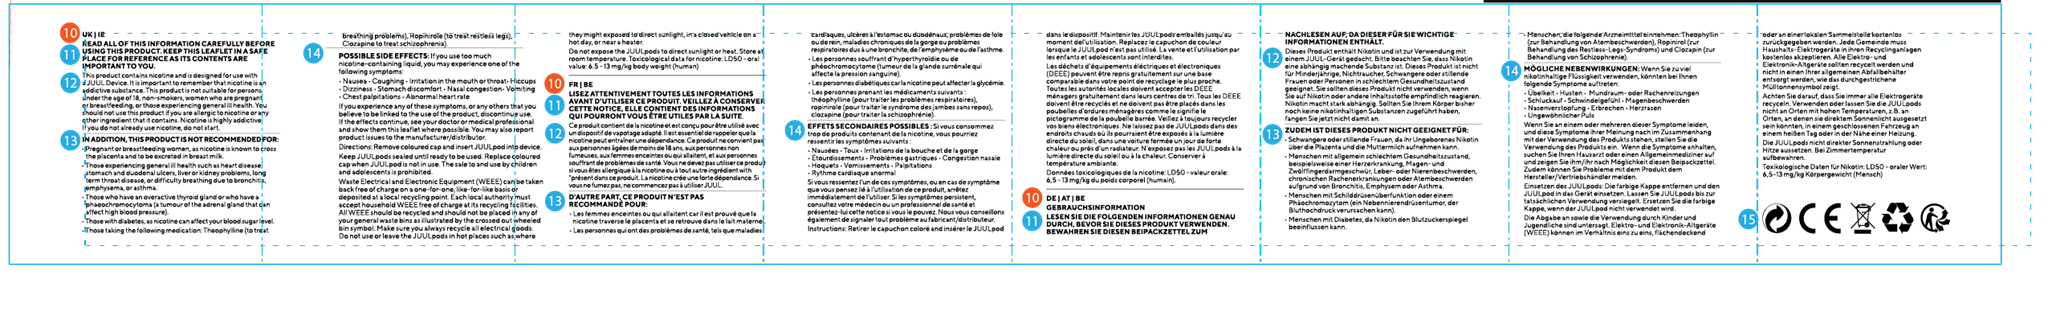 10 UK | IE
11 READ ALL OF THIS INFORMATION CAREFULLY BEFORE
USING THIS PRODUCT. KEEP THIS LEAFLET IN A SAFE
PLACE FOR REFERENCE AS ITS CONTENTS ARE
IMPORTANT TO YOU.
12 This product contains nicotine and is designed for use with
a JUUL Device. It is important to remember that nicotine is an
addictive substance. This product is not suitable for persons
under the age of 18, non-smokers, women who are pregnant
or breastfeeding, or those experiencing general ill health. You
should not use this product if you are allergic to nicotine or any
other ingredient that it contains. Nicotine is highly addictive.
If you do not already use nicotine, do not start.
13 IN ADDITION, THIS PRODUCT IS NOT RECOMMENDED FOR:
• Pregnant or breastfeeding women, as nicotine is known to cross
the placenta and to be excreted in breast milk.
• Those experiencing general ill health such as heart disease,
stomach and duodenal ulcers, liver or kidney problems, long
term throat disease, or difficulty breathing due to bronchitis,
emphysema, or asthma.
• Those who have an overactive thyroid gland or who have a
phaeochromocytoma (a tumour of the adrenal gland that can
affect high blood pressure).
• Those with diabetes, as nicotine can affect your blood sugar level.
• Those taking the following medication: Theophylline (to treat
breathing problems), Ropinirole (to treat restless legs),
Clozapine to treat schizophrenia).
14 POSSIBLE SIDE EFFECTS: If you use too much
nicotine-containing liquid, you may experience one of the
following symptoms:
• Nausea • Coughing • Irritation in the mouth or throat • Hiccups
• Dizziness • Stomach discomfort • Nasal congestion • Vomiting
• Chest palpitations • Abnormal heart rate
If you experience any of these symptoms, or any others that you
believe to be linked to the use of the product, discontinue use.
If the effects continue, see your doctor or medical professional
and show them this leaflet where possible. You may also report
product issues to the manufacturer/distributor.
Directions: Remove coloured cap and insert JUULpod into device.
Keep JUULpods sealed until ready to be used. Replace coloured
cap when JUULpod is not in use. The sale to and use by children
and adolescents is prohibited.
Waste Electrical and Electronic Equipment (WEEE) can be taken
back free of charge on a one-for-one, like-for-like basis or
deposited at a local recycling point. Each local authority must
accept household WEEE free of charge at its recycling facilities.
All WEEE should be recycled and should not be placed in any of
your general waste bins as illustrated by the crossed out wheeled
bin symbol. Make sure you always recycle all electrical goods.
Do not use or leave the JUULpods in hot places such as where
they might exposed to direct sunlight, in a closed vehicle on a
hot day, or near a heater.
Do not expose the JUULpods to direct sunlight or heat. Store at
room temperature. Toxicological data for nicotine: LD50 - oral
value: 6.5 - 13 mg/kg body weight (human)
10 FR | BE
11 LISEZ ATTENTIVEMENT TOUTES LES INFORMATIONS
AVANT D'UTILISER CE PRODUIT. VEILLEZ À CONSERVER
CETTE NOTICE, ELLE CONTIENT DES INFORMATIONS
QUI POURRONT VOUS ÊTRE UTILES PAR LA SUITE.
12 Ce produit contient de la nicotine et est conçu pour être utilisé avec
un dispositif de vapotage adapté. Il est essentiel de rappeler que la
nicotine peut entraîner une dépendance. Ce produit ne convient pas
aux personnes âgées de moins de 18 ans, aux personnes non
fumeuses, aux femmes enceintes ou qui allaitent, et aux personnes
souffrant de problèmes de santé. Vous ne devez pas utiliser ce produit
si vous êtes allergique à la nicotine ou à tout autre ingrédient with
*présent dans ce produit. La nicotine crée une forte dépendance. Si
vous ne fumez pas, ne commencez pas à utiliser JUUL.
13 D'AUTRE PART, CE PRODUIT N'EST PAS
RECOMMANDÉ POUR:
• Les femmes enceintes ou qui allaitent car il est prouvé que la
nicotine traverse le placenta et se retrouve dans le lait maternel.
• Les personnes qui ont des problèmes de santé, tels que maladies
cardiaques, ulcères à l'estomac ou duodénaux, problèmes de foie
ou de rein, maladies chroniques de la gorge ou problèmes
respiratoires dus à une bronchite, de l'emphysème ou de l'asthme.
• Les personnes souffrant d'hyperthyroïdie ou de
phéochromocytome (tumeur de la glande surrénale qui
affecte la pression sanguine).
• Les personnes diabétiques car la nicotine peut affecter la glycémie.
• Les personnes prenant les médicaments suivants :
théophylline (pour traiter les problèmes respiratoires),
ropinirole (pour traiter le syndrome des jambes sans repos),
clozapine (pour traiter la schizophrénie).
14 EFFETS SECONDAIRES POSSIBLES : Si vous consommez
trop de produits contenant de la nicotine, vous pourriez
ressentir les symptômes suivants :
• Nausées • Toux • Irritations de la bouche et de la gorge
• Étourdissements • Problèmes gastriques • Congestion nasale
• Hoquets • Vomissements • Palpitations
• Rythme cardiaque anormal
Si vous ressentez l'un de ces symptômes, ou en cas de symptôme
que vous pensez lié à l'utilisation de ce produit, arrêtez
immédiatement de l'utiliser. Si les symptômes persistent,
consultez votre médecin ou un professionnel de santé et
présentez-lui cette notice si vous le pouvez. Nous vous conseillons
également de signaler tout problème au fabricant/distributeur.
Instructions: Retirer le capuchon coloré and insérer le JUULpod
dans le dispositif. Maintenir les JUULpods emballés jusqu'au
moment de l'utilisation. Replacez le capuchon de couleur
lorsque le JUULpod n'est pas utilisé. La vente et l'utilisation par
les enfants et adolescents sont interdites.
Les déchets d'équipements électriques et électroniques
(DEEE) peuvent être repris gratuitement sur une base
comparable dans votre point de recyclage le plus proche.
Toutes les autorités locales doivent accepter les DEEE
ménagers gratuitement dans leurs centres de tri. Tous les DEEE
doivent être recyclés et ne doivent pas être placés dans les
poubelles d'ordures ménagères comme le signifie le
pictogramme de la poubelle barrée. Veillez à toujours recycler
vos biens électroniques. Ne laissez pas de JUULpods dans des
endroits chauds où ils pourraient être exposés à la lumière
directe du soleil, dans une voiture fermée un jour de forte
chaleur ou près d'un radiateur. N'exposez pas les JUULpods à la
lumière directe du soleil ou à la chaleur. Conserver à
température ambiante.
Données toxicologiques de la nicotine: LD50 - valeur orale:
6,5 - 13 mg/kg du poids corporel (humain).
10 DE | AT | BE
GEBRAUCHSINFORMATION
11 LESEN SIE DIE FOLGENDEN INFORMATIONEN GENAU
DURCH, BEVOR SIE DIESES PRODUKT VERWENDEN.
BEWAHREN SIE DIESEN BEIPACKZETTEL ZUM
NACHLESEN AUF, DA DIESER FÜR SIE WICHTIGE
INFORMATIONEN ENTHÄLT.
12 Dieses Produkt enthält Nikotin und ist zur Verwendung mit
einem JUUL-Gerät gedacht. Bitte beachten Sie, dass Nikotin
eine abhängig machende Substanz ist. Dieses Produkt ist nicht
für Minderjährige, Nichtraucher, Schwangere oder stillende
Frauen oder Personen in schlechtem Gesundheitszustand
geeignet. Sie sollten dieses Produkt nicht verwenden, wenn
Sie auf Nikotin oder andere Inhaltsstoffe empfindlich reagieren.
Nikotin macht stark abhängig. Sollten Sie Ihrem Körper bisher
noch keine nikotinhaltigen Substanzen zugeführt haben,
fangen Sie jetzt nicht damit an.
13 ZUDEM IST DIESES PRODUKT NICHT GEEIGNET FÜR:
• Schwangere oder stillende Frauen da ihr Ungeborenes Nikotin
über die Plazenta und die Muttermilch aufnehmen kann.
• Menschen mit allgemein schlechtem Gesundheitszustand,
beispielsweise einer Herzerkrankung, Magen- und
Zwölffingerdarmgeschwür, Leber- oder Nierenbeschwerden,
chronischen Rachenerkrankungen oder Atembeschwerden
aufgrund von Bronchitis, Emphysem oder Asthma.
• Menschen mit Schilddrüsenüberfunktion oder einem
Phäochromozytom (ein Nebennierendrüsentumor, der
Bluthochdruck verursachen kann).
• Menschen mit Diabetes, da Nikotin den Blutzuckerspiegel
beeinflussen kann.
• Menschen, die folgende Arzneimittel einnehmen: Theophyllin
(zur Behandlung von Atembeschwerden), Ropinirol (zur
Behandlung des Restless-Legs-Syndroms) und Clozapin (zur
Behandlung von Schizophrenie).
14 MÖGLICHE NEBENWIRKUNGEN: Wenn Sie zu viel
nikotinhaltige Flüssigkeit verwenden, könnten bei Ihnen
folgende Symptome auftreten:
• Übelkeit • Husten • Mundraum- oder Rachenreizungen
• Schluckauf • Schwindelgefühl • Magenbeschwerden
• Nasenverstopfung • Erbrechen • Herzrasen
• Ungewöhnlicher Puls
Wenn Sie an einem oder mehreren dieser Symptome leiden,
und diese Symptome ihrer Meinung nach im Zusammenhang
mit der Verwendung des Produkts stehen, stellen Sie die
Verwendung des Produkts ein. Wenn die Symptome anhalten,
suchen Sie Ihren Hausarzt oder einen Allgemeinmediziner auf
und zeigen Sie ihm/ihr nach Möglichkeit diesen Beipackzettel.
Zudem können Sie Probleme mit dem Produkt dem
Hersteller/Vertriebshändler melden.
Einsetzen des JUULpods: Die farbige Kappe entfernen und den
JUULpod in das Gerät einsetzen. Lassen Sie JUULpods bis zur
tatsächlichen Verwendung versiegelt. Ersetzen Sie die farbige
Kappe, wenn der JUULpod nicht verwendet wird.
Die Abgabe an sowie die Verwendung durch Kinder und
Jugendliche sind untersagt. Elektro- und Elektronik-Altgeräte
(WEEE) können im Verhältnis eins zu eins, flächendeckend
oder an einer lokalen Sammelstelle kostenlos
zurückgegeben werden. Jede Gemeinde muss
Haushalts-Elektrogeräte in ihren Recyclinganlagen
kostenlos akzeptieren. Alle Elektro- und
Elektronik-Altgeräte sollten recycelt werden und
nicht in einen Ihrer allgemeinen Abfallbehälter
entsorgt werden, wie das durchgestrichene
Mülltonnensymbol zeigt.
Achten Sie darauf, dass Sie immer alle Elektrogeräte
recyceln. Verwenden oder lassen Sie die JUULpods
nicht an Orten mit hohen Temperaturen, z.B. an
Orten, an denen sie direktem Sonnenlicht ausgesetzt
sein könnten, in einem geschlossenen Fahrzeug an
einem heißen Tag oder in der Nähe einer Heizung.
Die JUULpods nicht direkter Sonnenstrahlung oder
Hitze aussetzen. Bei Zimmertemperatur
aufbewahren.
Toxikologische Daten für Nikotin: LD50 - oraler Wert:
6,5-13 mg/kg Körpergewicht (Mensch)
15 CE